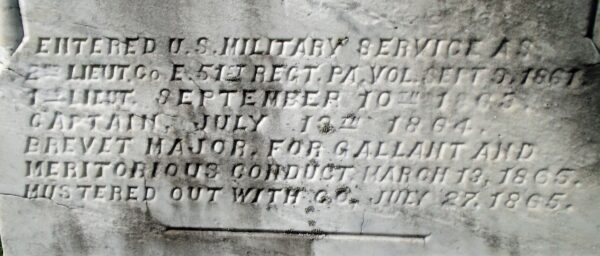 ENTERED U.S. MILITARY SERVICE AS
2ND LIEUT. CO. E. 51ST REGT. PA. VOL. SEPT. 9, 1861.
1ST LIEUT. SEPTEMBER 10TH 1863.
CAPTAIN, JULY 13TH 1864.
BREVET MAJOR, FOR GALLANT AND
MERITORIOUS CONDUCT MARCH 13, 1865.
MUSTERED OUT WITH CO. JULY 27, 1865.